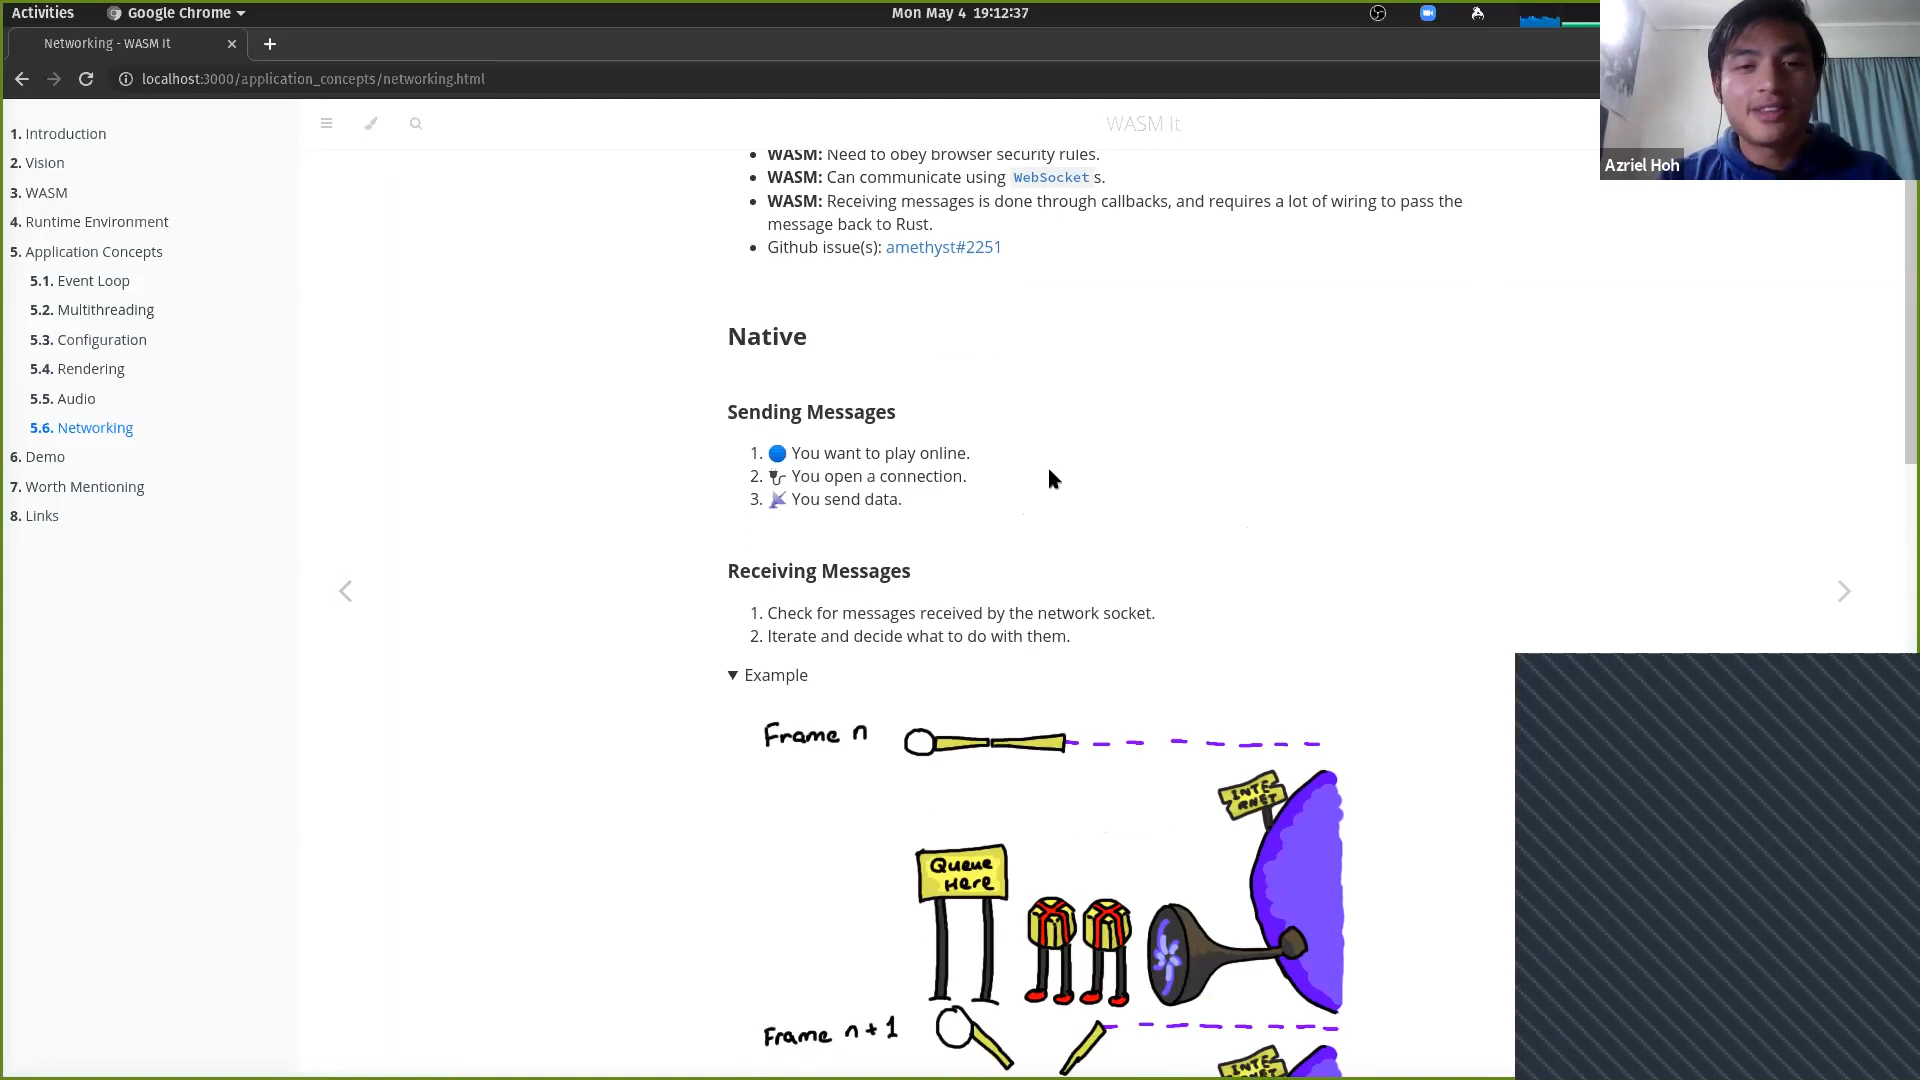 Activities
Google Chrome
Mon May 4 19:12:37
Networking - WASM It
localhost:3000/application_concepts/networking.html
Azriel Hoh
1. Introduction
2. Vision
3. WASM
4. Runtime Environment
5. Application Concepts
5.1. Event Loop
5.2. Multithreading
5.3. Configuration
5.4. Rendering
5.5. Audio
5.6. Networking
6. Demo
7. Worth Mentioning
8. Links
WASM It
WASM: Need to obey browser security rules.
WASM: Can communicate using WebSockets.
WASM: Receiving messages is done through callbacks, and requires a lot of wiring to pass the
message back to Rust.
Github issue(s): amethyst#2251
Native
Sending Messages
1. You want to play online.
2. You open a connection.
3. You send data.
Receiving Messages
1. Check for messages received by the network socket.
2. Iterate and decide what to do with them.
Example
Frame n
INTE
RNET
Queue
Here
Frame n + 1
INTE